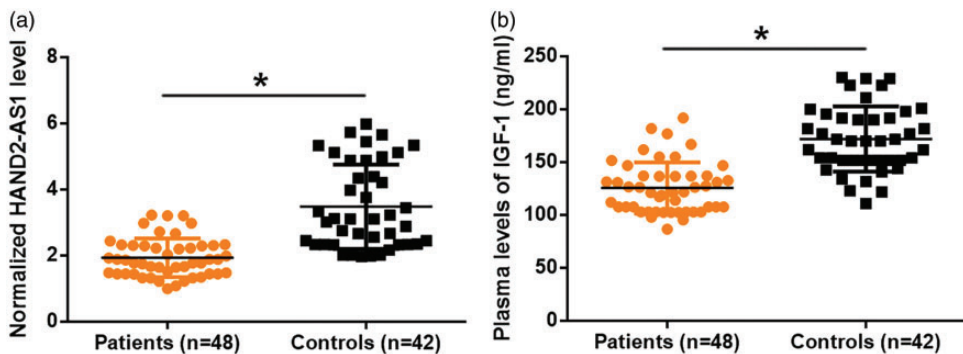 (a)
Normalized HAND2-AS1 level
8
6
4
2
0
*
Patients (n=48) Controls (n=42)
(b)
Plasma levels of IGF-1 (ng/ml)
250
200
150
100
50
0
*
Patients (n=48) Controls (n=42)